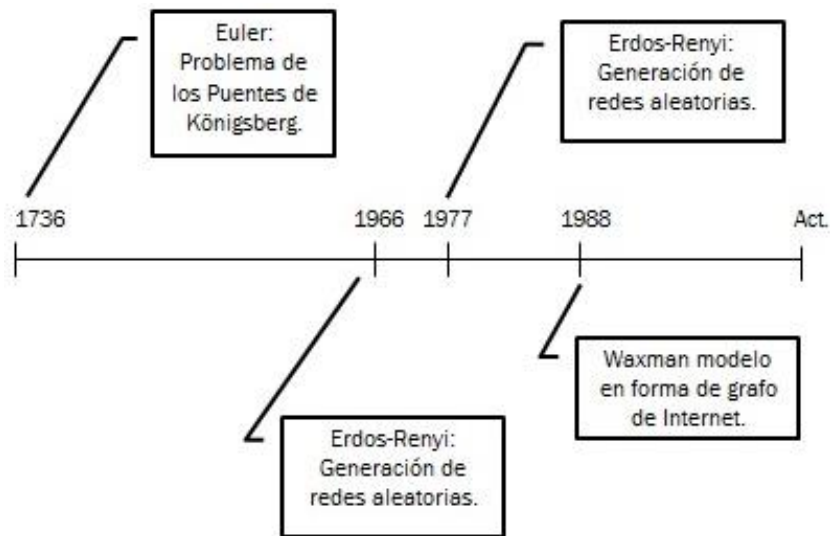 Euler:
Problema de
los Puentes de
Königsberg.
Erdos-Renyi:
Generación de
redes aleatorias.
1736
1966
1977
1988
Act.
Waxman modelo
en forma de grafo
de Internet.
Erdos-Renyi:
Generación de
redes aleatorias.